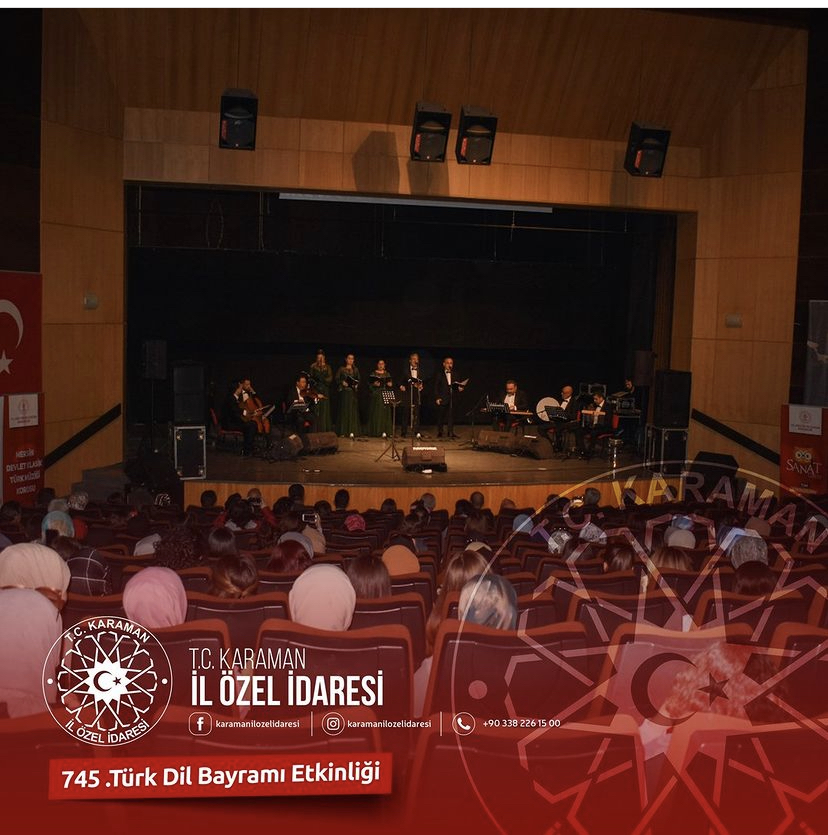 MERSİN
DEVLET KLASİK
TÜRK MÜZİĞİ
KOROSU
SANAT
T.C. KARAMAN
T.C. KARAMAN
İL ÖZEL İDARESİ
T.C. KARAMAN
İL ÖZEL İDARESİ
karamanilozelidaresi
karamanilozelidaresi
+90 338 226 15 00
745 .Türk Dil Bayramı Etkinliği